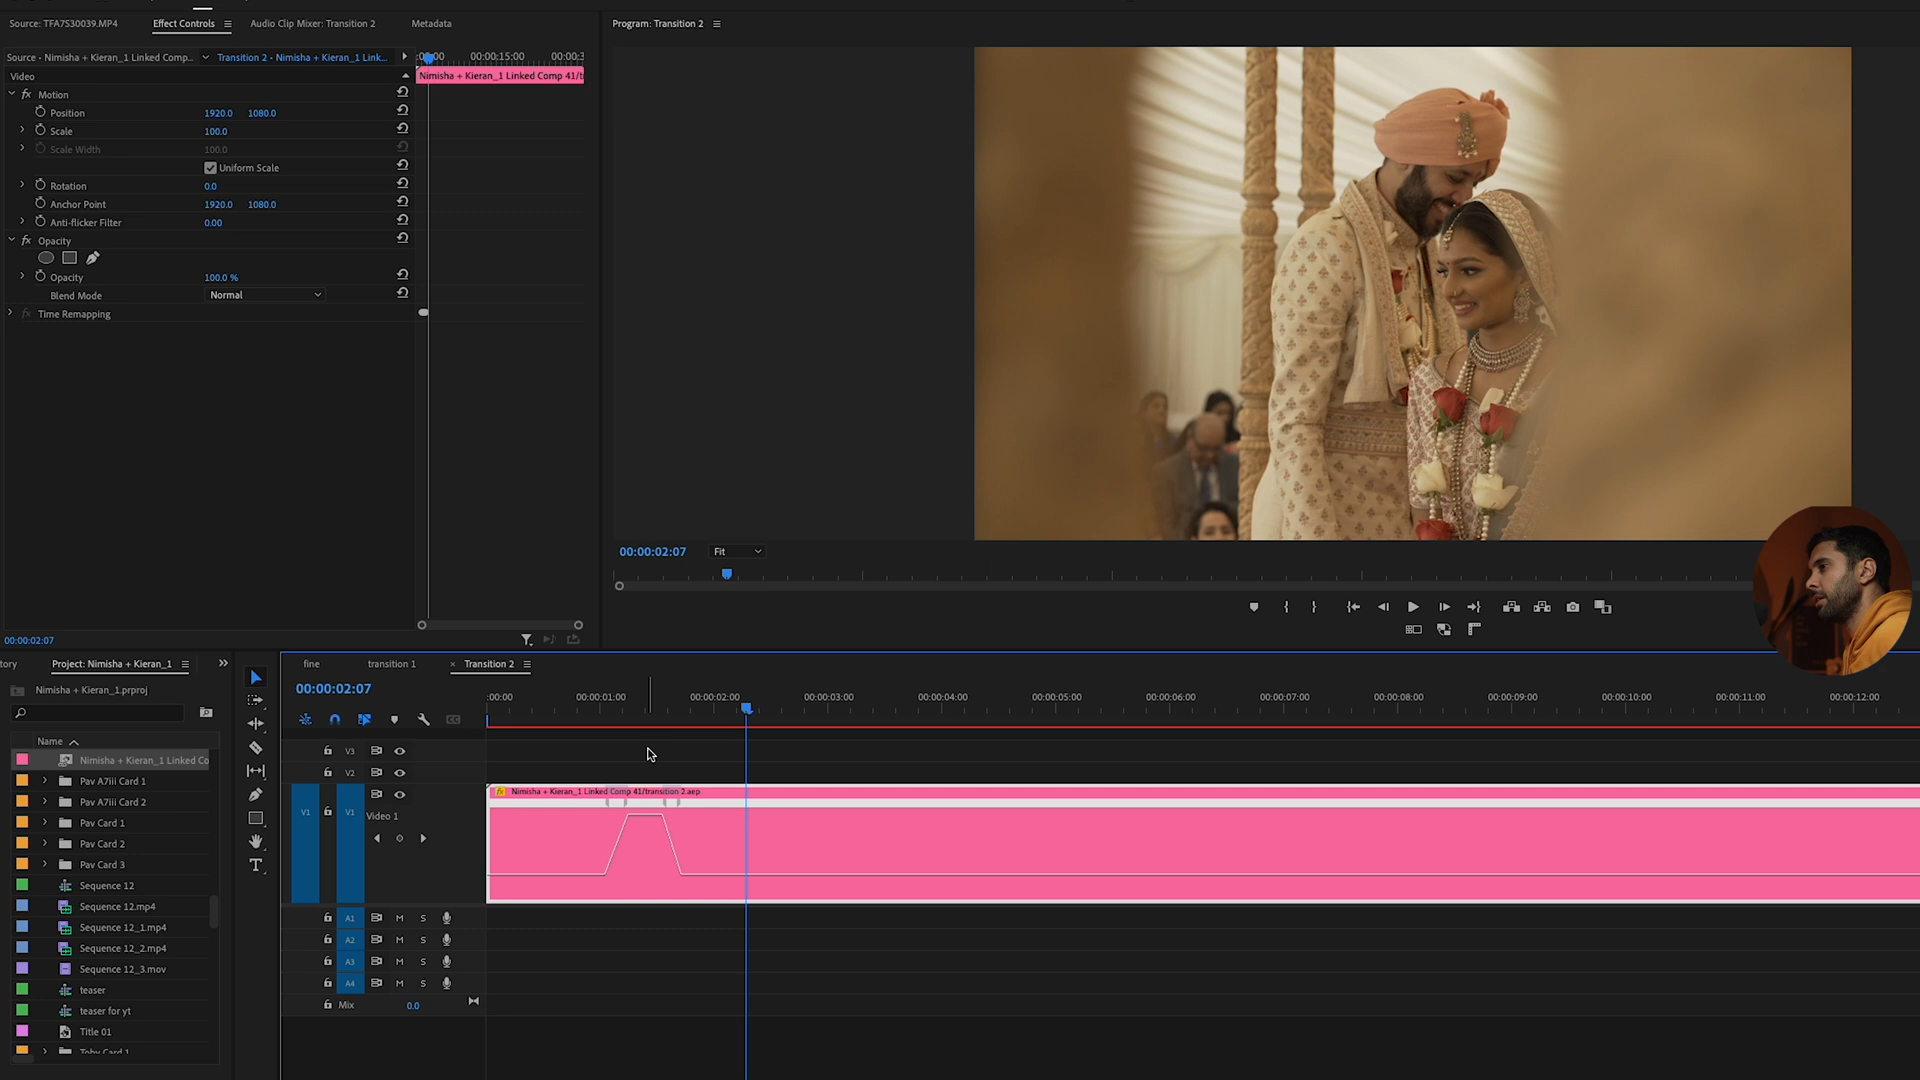 Source: TFA7S30039.MP4
Effect Controls
Audio Clip Mixer: Transition 2
Metadata
Program: Transition 2
Source · Nimisha + Kieran_1 Linked Comp...
Transition 2 · Nimisha + Kieran_1 Link...
00:00:15:00
Video
Nimisha + Kieran_1 Linked Comp 41/t
fx Motion
Position 1920.0 1080.0
Scale 100.0
Scale Width 100.0
Uniform Scale
Rotation 0.0
Anchor Point 1920.0 1080.0
Anti-flicker Filter 0.00
fx Opacity
Opacity 100.0 %
Blend Mode Normal
fx Time Remapping
00:00:02:07
Fit
00:00:02:07
tory
Project: Nimisha + Kieran_1
Nimisha + Kieran_1.prproj
Name
Nimisha + Kieran_1 Linked Co
Pav A7iii Card 1
Pav A7iii Card 2
Pav Card 1
Pav Card 2
Pav Card 3
Sequence 12
Sequence 12.mp4
Sequence 12_1.mp4
Sequence 12_2.mp4
Sequence 12_3.mov
teaser
teaser for yt
Title 01
Toby Card 1
T
fine
transition 1
× Transition 2
00:00:02:07
:00:00 00:00:01:00 00:00:02:00 00:00:03:00 00:00:04:00 00:00:05:00 00:00:06:00 00:00:07:00 00:00:08:00 00:00:09:00 00:00:10:00 00:00:11:00 00:00:12:00
CC
V3
V2
V1 V1
Video 1
fx Nimisha + Kieran_1 Linked Comp 41/transition 2.aep
A1 M S
A2 M S
A3 M S
A4 M S
Mix 0.0